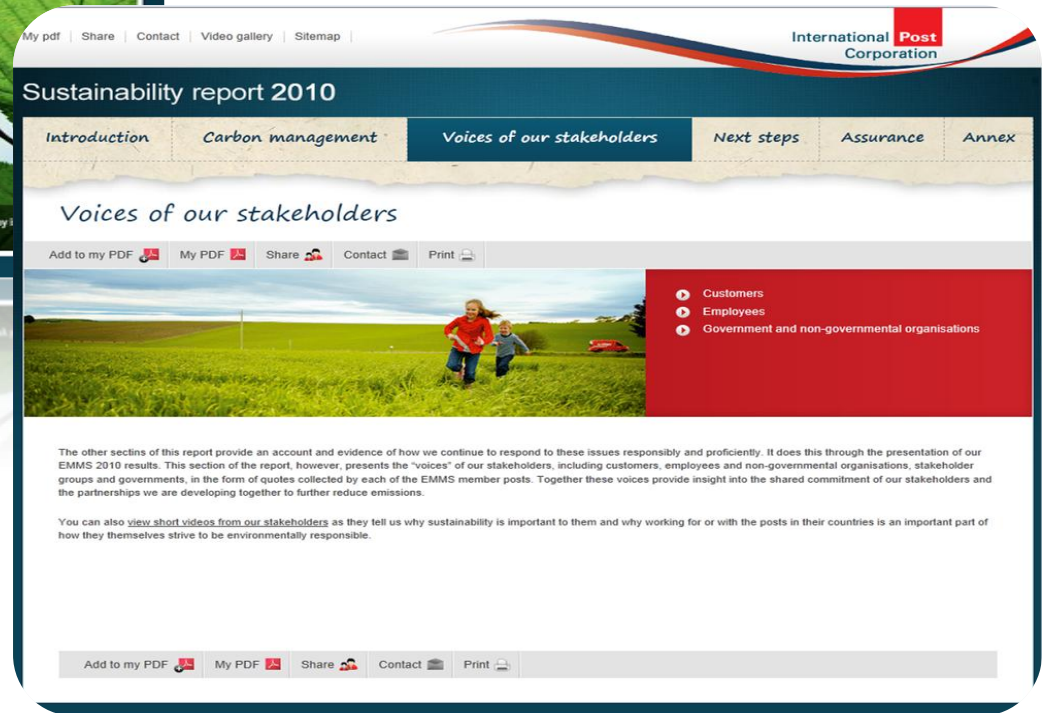 My pdf | Share | Contact | Video gallery | Sitemap |
International Post
Corporation
Sustainability report 2010
Introduction
Carbon management
Voices of our stakeholders
Next steps
Assurance
Annex
Voices of our stakeholders
Add to my PDF My PDF Share Contact Print
Customers
Employees
Government and non-governmental organisations
The other sectins of this report provide an account and evidence of how we continue to respond to these issues responsibly and proficiently. It does this through the presentation of our
EMMS 2010 results. This section of the report, however, presents the “voices” of our stakeholders, including customers, employees and non-governmental organisations, stakeholder
groups and governments, in the form of quotes collected by each of the EMMS member posts. Together these voices provide insight into the shared commitment of our stakeholders and
the partnerships we are developing together to further reduce emissions.
You can also view short videos from our stakeholders as they tell us why sustainability is important to them and why working for or with the posts in their countries is an important part of
how they themselves strive to be environmentally responsible.
Add to my PDF My PDF Share Contact Print